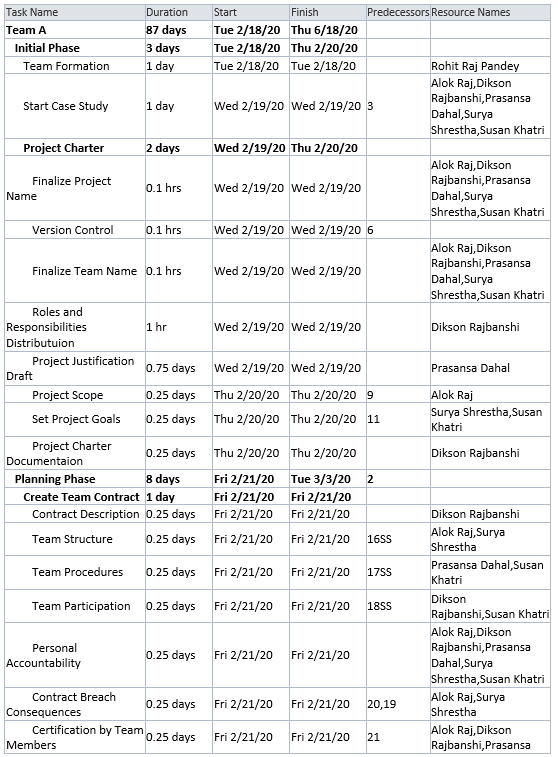 Task Name Duration Start Finish Predecessors Resource Names
Team A 87 days Tue 2/18/20 Thu 6/18/20
Initial Phase 3 days Tue 2/18/20 Thu 2/20/20
Team Formation 1 day Tue 2/18/20 Tue 2/18/20 Rohit Raj Pandey
Start Case Study 1 day Wed 2/19/20 Wed 2/19/20 3 Alok Raj,Dikson
Rajbanshi,Prasansa
Dahal,Surya
Shrestha,Susan Khatri
Project Charter 2 days Wed 2/19/20 Thu 2/20/20
Finalize Project
Name 0.1 hrs Wed 2/19/20 Wed 2/19/20 Alok Raj,Dikson
Rajbanshi,Prasansa
Dahal,Surya
Shrestha,Susan Khatri
Version Control 0.1 hrs Wed 2/19/20 Wed 2/19/20 6
Finalize Team Name 0.1 hrs Wed 2/19/20 Wed 2/19/20 Alok Raj,Dikson
Rajbanshi,Prasansa
Dahal,Surya
Shrestha,Susan Khatri
Roles and
Responsibilities
Distributuion 1 hr Wed 2/19/20 Wed 2/19/20 Dikson Rajbanshi
Project Justification
Draft 0.75 days Wed 2/19/20 Wed 2/19/20 Prasansa Dahal
Project Scope 0.25 days Thu 2/20/20 Thu 2/20/20 9 Alok Raj
Set Project Goals 0.25 days Thu 2/20/20 Thu 2/20/20 11 Surya Shrestha,Susan
Khatri
Project Charter
Documentaion 0.25 days Thu 2/20/20 Thu 2/20/20 Dikson Rajbanshi
Planning Phase 8 days Fri 2/21/20 Tue 3/3/20 2
Create Team Contract 1 day Fri 2/21/20 Fri 2/21/20
Contract Description 0.25 days Fri 2/21/20 Fri 2/21/20 Dikson Rajbanshi
Team Structure 0.25 days Fri 2/21/20 Fri 2/21/20 16SS Alok Raj,Surya
Shrestha
Team Procedures 0.25 days Fri 2/21/20 Fri 2/21/20 17SS Prasansa Dahal,Susan
Khatri
Team Participation 0.25 days Fri 2/21/20 Fri 2/21/20 18SS Dikson
Rajbanshi,Susan Khatri
Personal
Accountability 0.25 days Fri 2/21/20 Fri 2/21/20 Alok Raj,Dikson
Rajbanshi,Prasansa
Dahal,Surya
Shrestha,Susan Khatri
Contract Breach
Consequences 0.25 days Fri 2/21/20 Fri 2/21/20 20,19 Alok Raj,Surya
Shrestha
Certification by Team
Members 0.25 days Fri 2/21/20 Fri 2/21/20 21 Alok Raj,Dikson
Rajbanshi,Prasansa